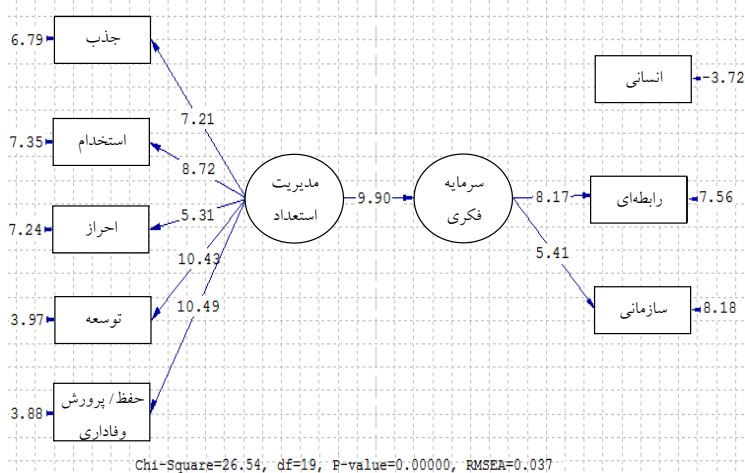 6.79
جذب
انسانی
-3.72
7.21
7.35
استخدام
8.72
مدیریت
استعداد
9.90
سرمایه
فکری
8.17
رابطه‌ای
7.56
7.24
احراز
5.31
5.41
10.43
3.97
توسعه
10.49
سازمانی
8.18
3.88
حفظ/ پرورش
وفاداری
Chi-Square=26.54, df=19, P-value=0.00000, RMSEA=0.037